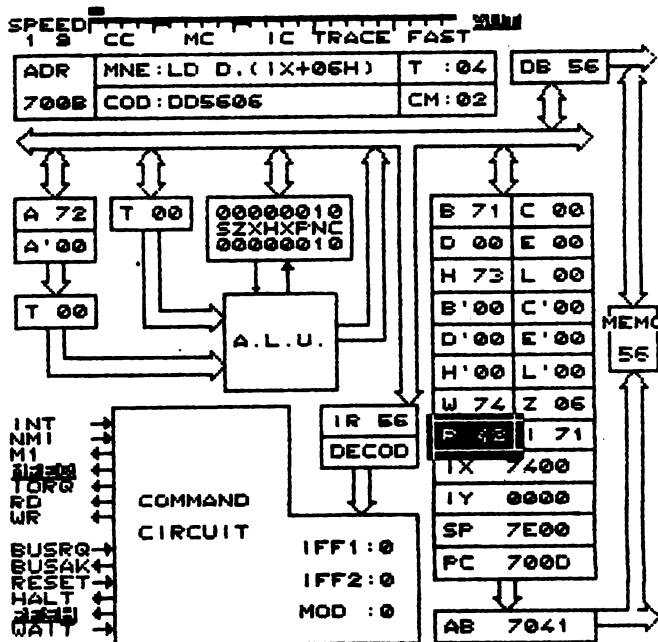 SPEED
1 9 CC MC IC TRACE FAST
ADR MNE:LD D.(IX+06H) T :04
700B COD:DD5606 CM:02
DB 56
A 72
A'00
T 00
00000010
SZXHXPNC
00000010
T 00
A.L.U.
B 71 C 00
D 00 E 00
H 73 L 00
B'00 C'00
D'00 E'00
H'00 L'00
W 74 Z 06
R I 71
IX 7400
IY 0000
SP 7E00
PC 700D
AB 7041
MEMO
56
IR 56
DECOD
INT
NMI
M1
IORQ
RD
WR
BUSRQ
BUSAK
RESET
HALT
WAIT
COMMAND
CIRCUIT
IFF1:0
IFF2:0
MOD :0